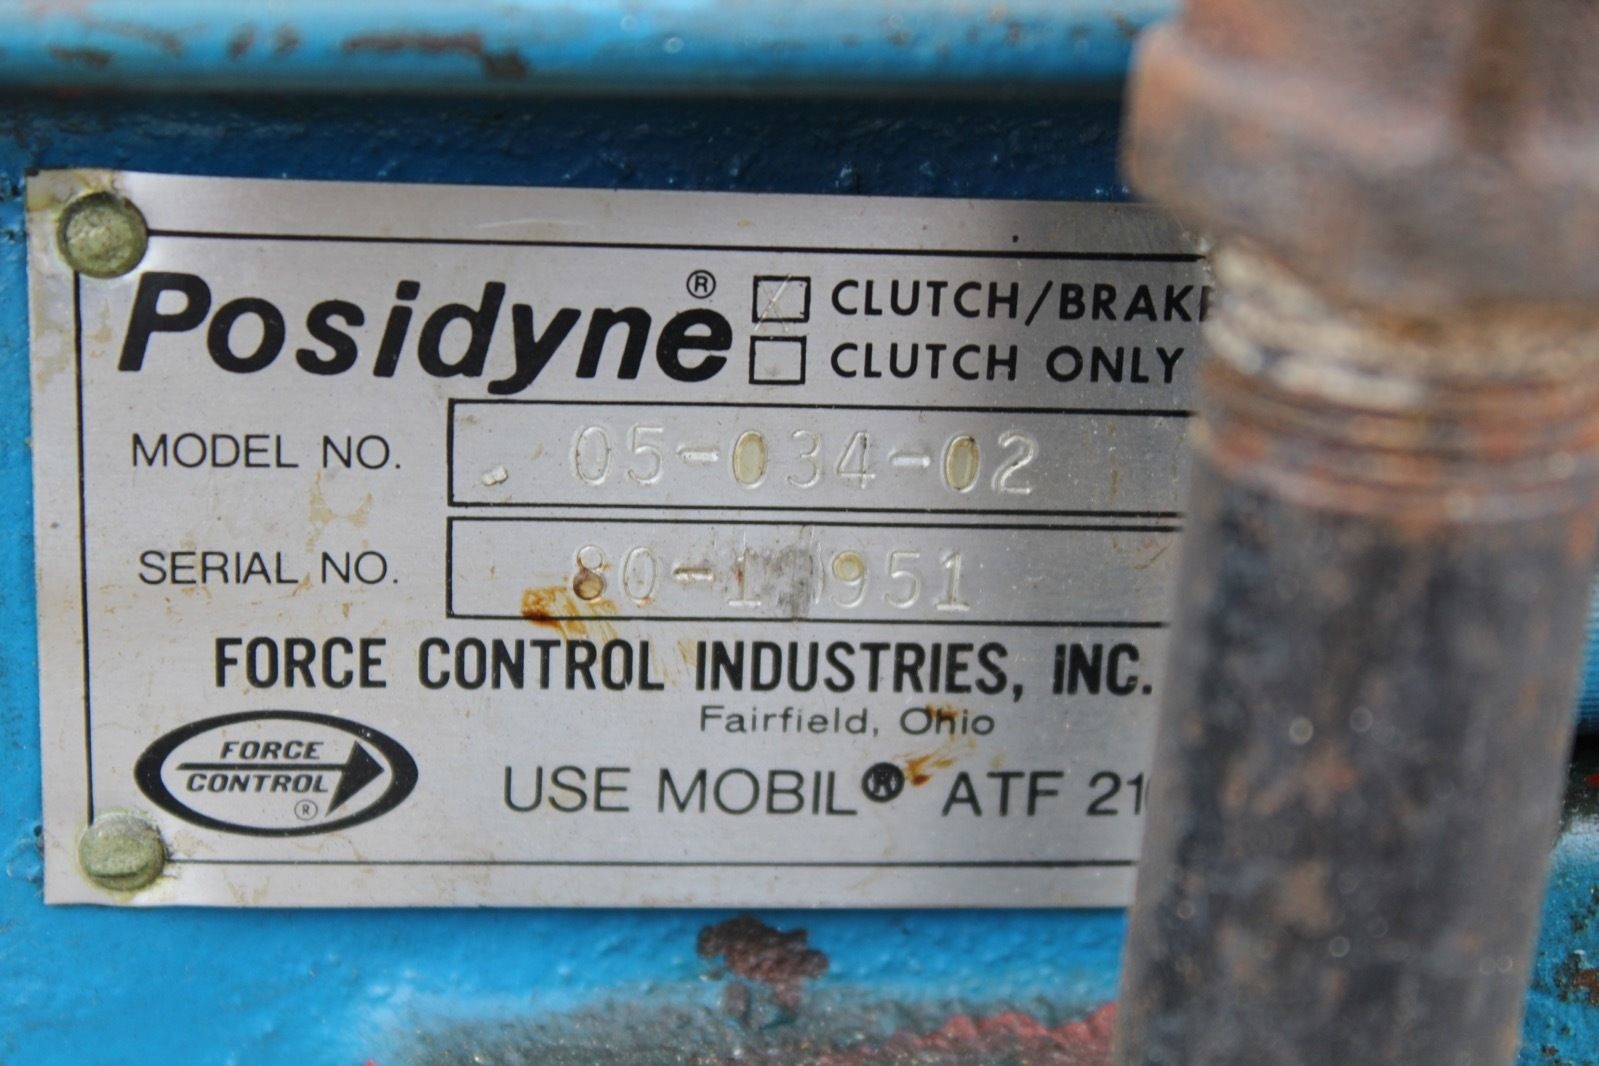 Posidyne® CLUTCH/BRAKE
CLUTCH ONLY
MODEL NO. 05-034-02
SERIAL NO.
FORCE CONTROL INDUSTRIES, INC.
Fairfield, Ohio
FORCE
CONTROL
®
USE MOBIL® ATF